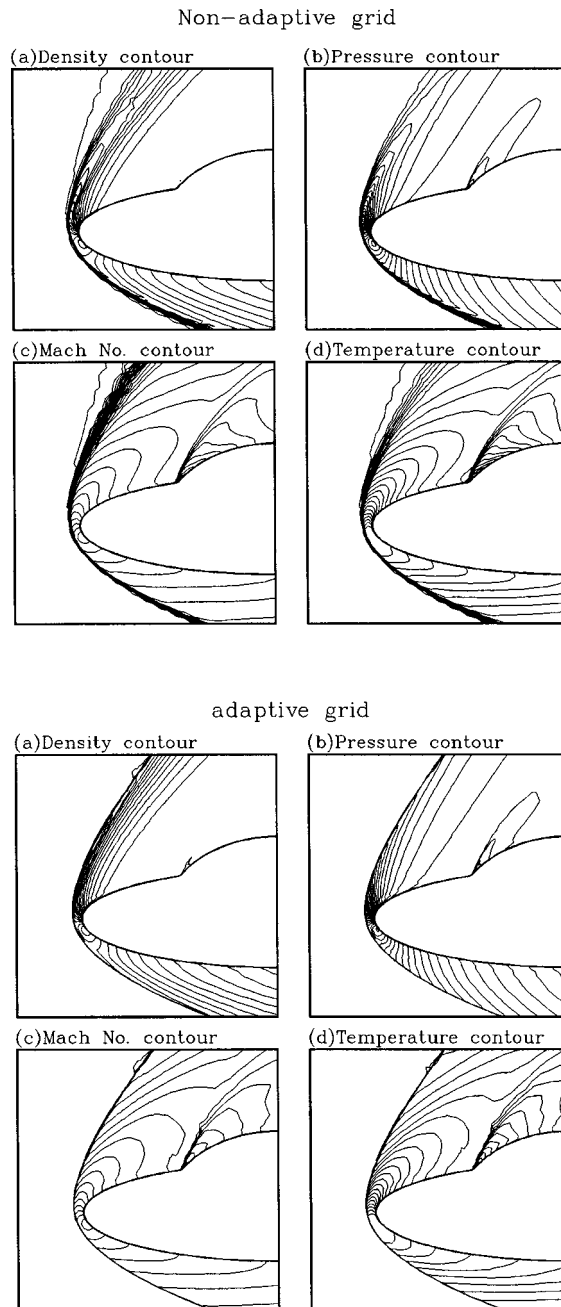 Non-adaptive grid
(a)Density contour
(b)Pressure contour
(c)Mach No. contour
(d)Temperature contour
adaptive grid
(a)Density contour
(b)Pressure contour
(c)Mach No. contour
(d)Temperature contour